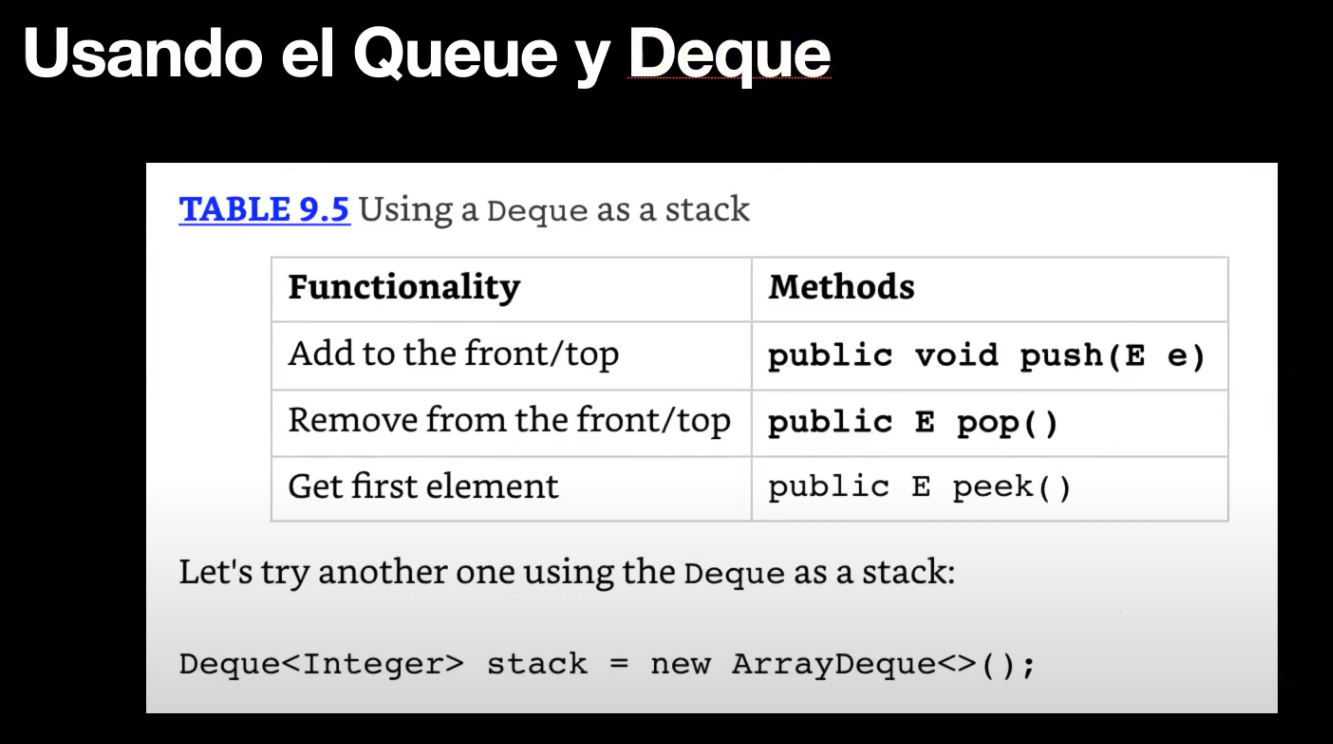 Usando el Queue y Deque
TABLE 9.5 Using a Deque as a stack
Functionality Methods
Add to the front/top public void push(E e)
Remove from the front/top public E pop()
Get first element public E peek()
Let's try another one using the Deque as a stack:
Deque<Integer> stack = new ArrayDeque<>();